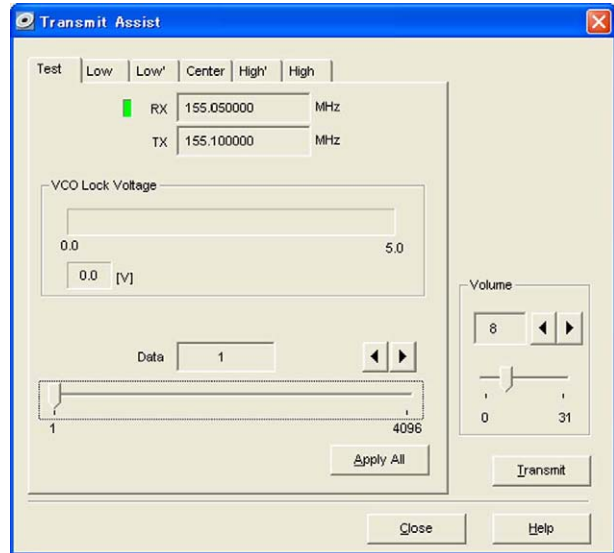 Transmit Assist
Test Low Low' Center High' High
RX 155.050000 MHz
TX 155.100000 MHz
VCO Lock Voltage
0.0 5.0
0.0 [V]
Volume
8
Data 1
0 31
1 4096
Apply All
Transmit
Close Help